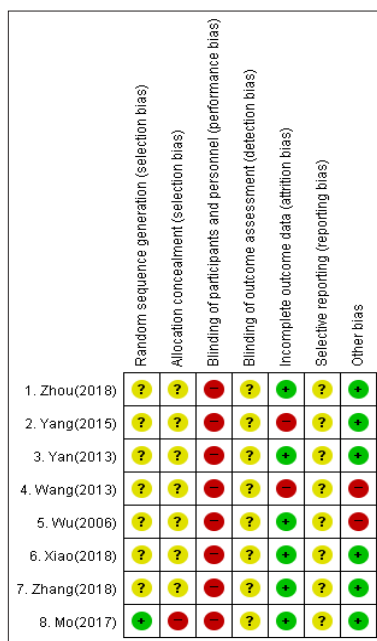 Random sequence generation (selection bias)
Allocation concealment (selection bias)
Blinding of participants and personnel (performance bias)
Blinding of outcome assessment (detection bias)
Incomplete outcome data (attrition bias)
Selective reporting (reporting bias)
Other bias
1. Zhou(2018) ? ? − ? + ? +
2. Yang(2015) ? ? − ? − ? +
3. Yan(2013) ? ? − ? + ? +
4. Wang(2013) ? ? − ? − ? −
5. Wu(2006) ? ? − ? + ? −
6. Xiao(2018) ? ? − ? + ? +
7. Zhang(2018) ? ? − ? + ? +
8. Mo(2017) + − − ? + ? +